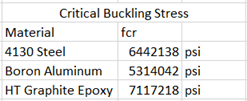 Critical Buckling Stress
Material fcr
4130 Steel 6442138 psi
Boron Aluminum 5314042 psi
HT Graphite Epoxy 7117218 psi